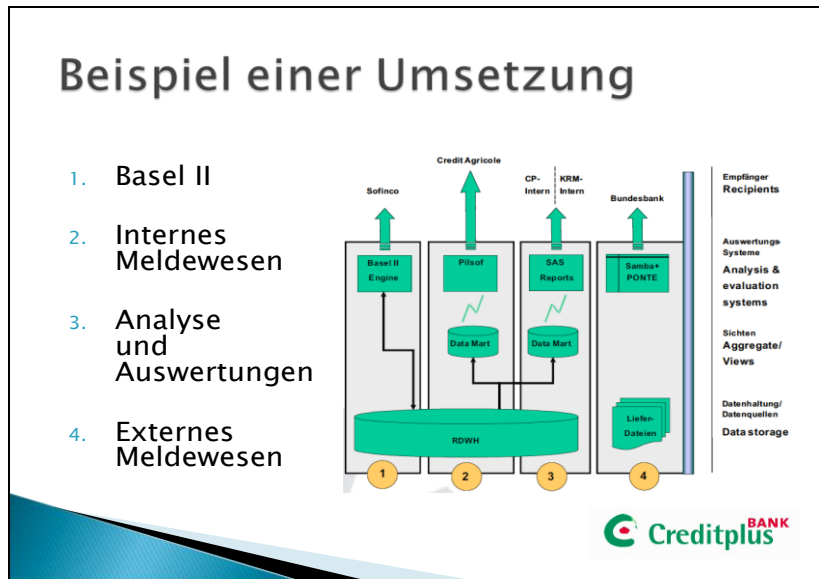 Beispiel einer Umsetzung
1. Basel II
2. Internes
Meldewesen
3. Analyse
und
Auswertungen
4. Externes
Meldewesen
Sofinco
Credit Agricole
CP-
Intern
KRM-
Intern
Bundesbank
Empfänger
Recipients
Basel II
Engine
Pilsof
SAS
Raports
Samba+
PONTE
Auswertungs-
Systeme
Analysis &
evaluation
systems
Data Mart
Data Mart
Sichten
Aggregate/
Views
RDWH
Liefer-
Dateien
Datenhaltung/
Datenquellen
Data storage
1
2
3
4
Creditplus BANK